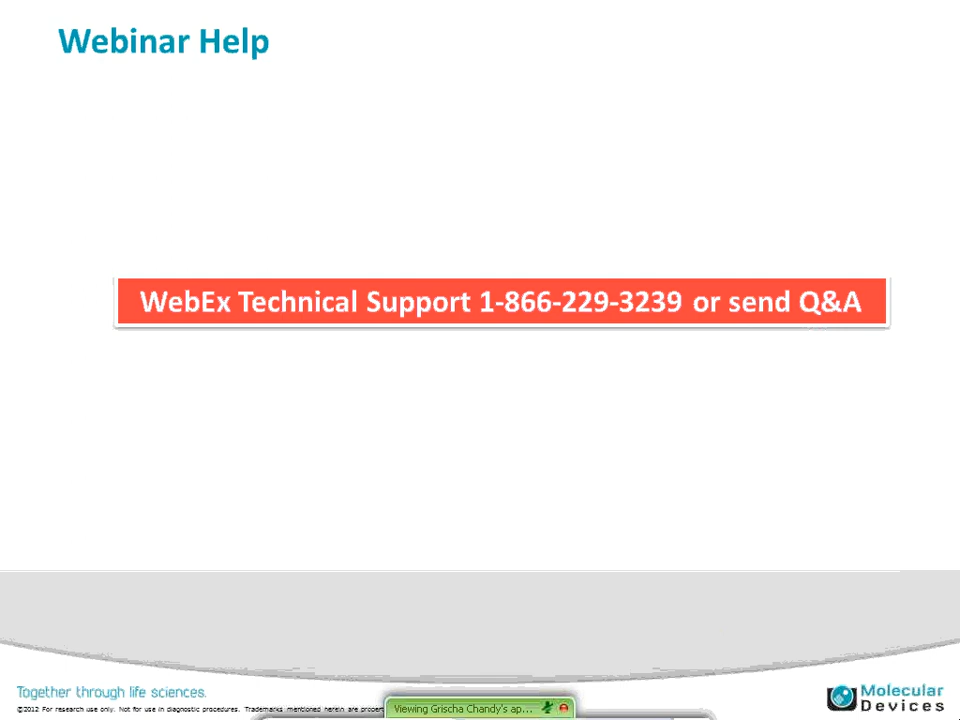 Webinar Help
WebEx Technical Support 1-866-229-3239 or send Q&A
Together through life sciences.
©2012 For research use only. Not for use in diagnostic procedures. Trademarks mentioned herein are propert
Viewing Grischa Chandy's ap...
Molecular
Devices